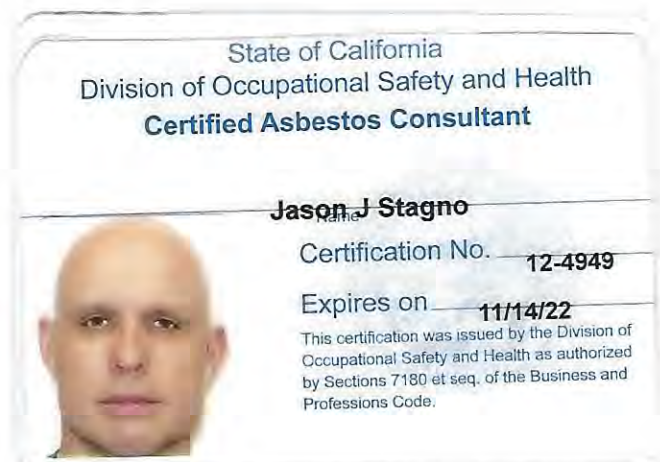 State of California
Division of Occupational Safety and Health
Certified Asbestos Consultant
Jason J Stagno
Name
Certification No. 12-4949
Expires on 11/14/22
This certification was issued by the Division of
Occupational Safety and Health as authorized
by Sections 7180 et seq. of the Business and
Professions Code.